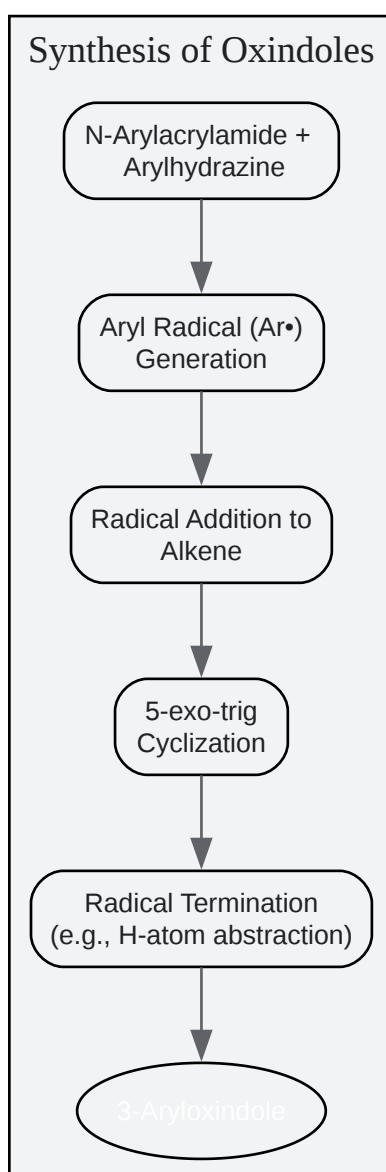 Synthesis of Oxindoles
N-Arylacrylamide +
Arylhydrazine
Aryl Radical (Ar•)
Generation
Radical Addition to
Alkene
5-exo-trig
Cyclization
Radical Termination
(e.g., H-atom abstraction)
3-Aryloxindole